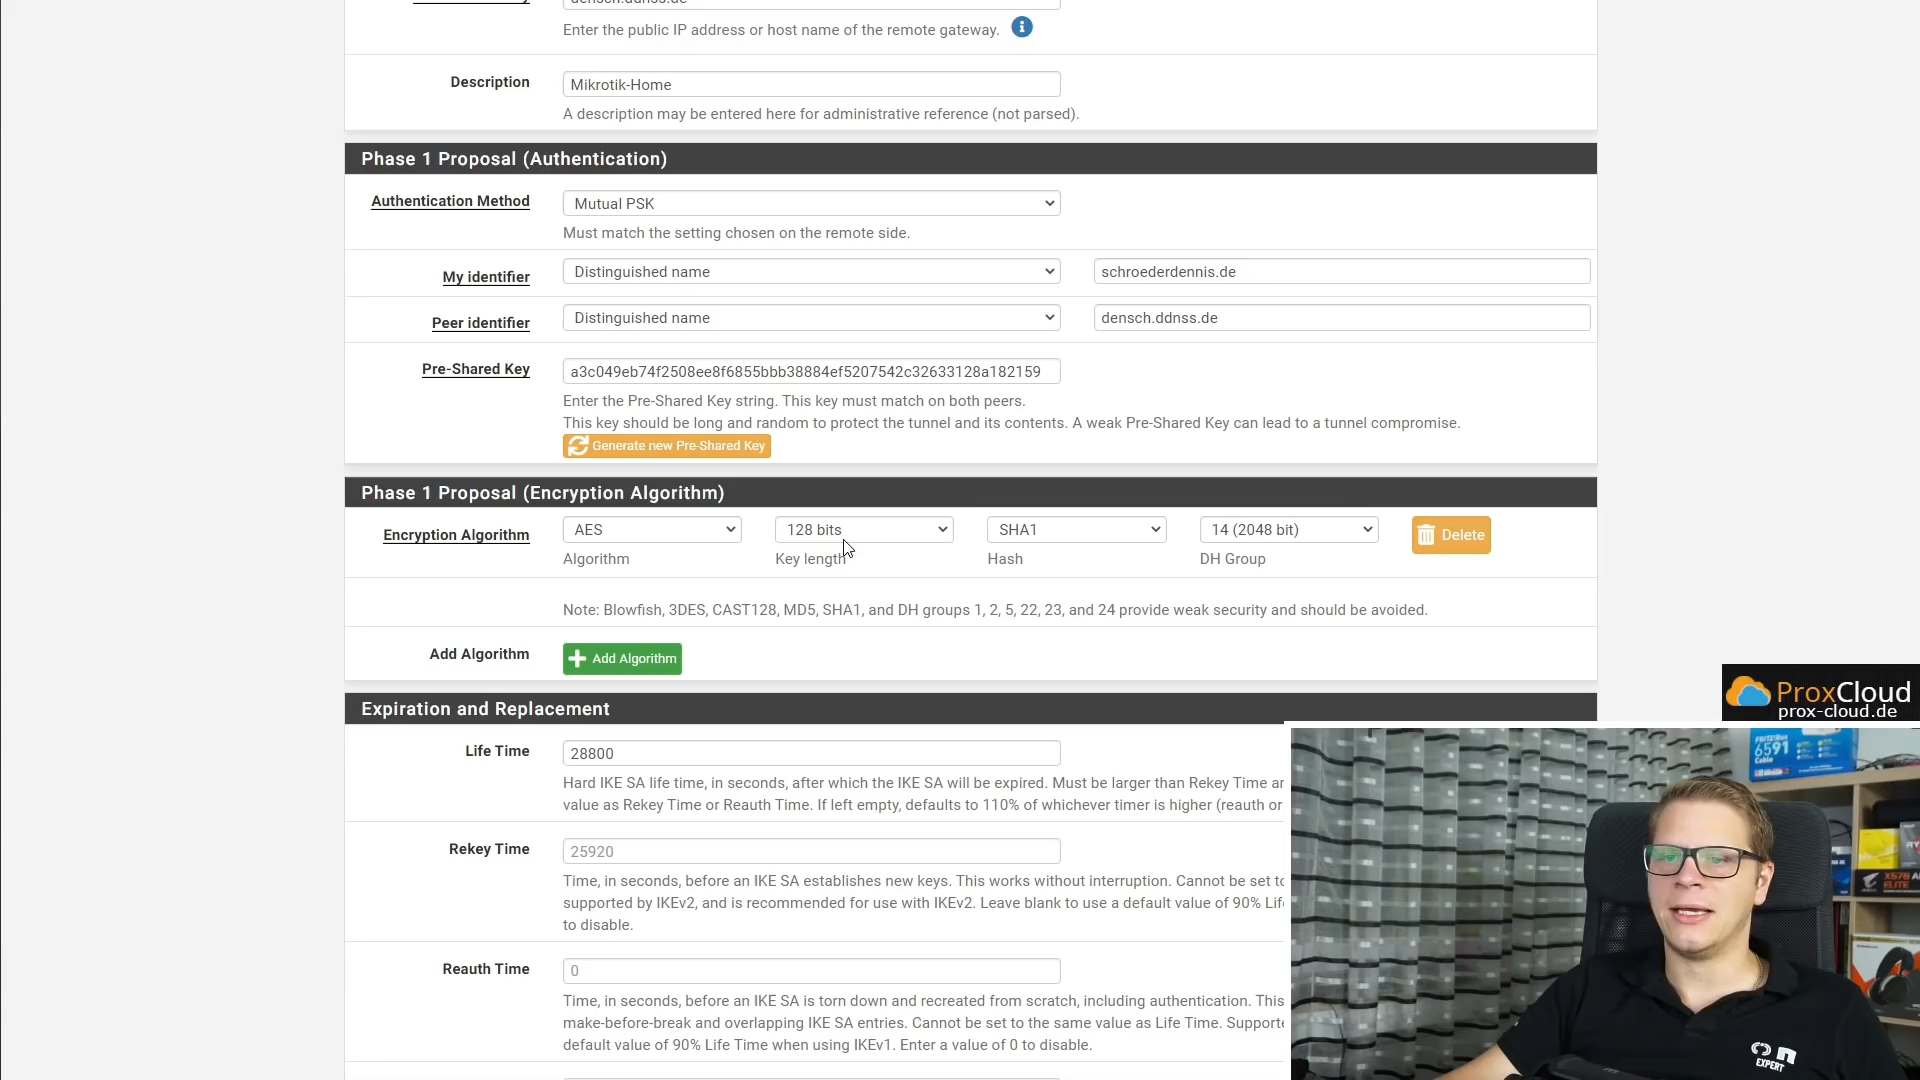 densch.ddnss.de
Enter the public IP address or host name of the remote gateway.
Description
Mikrotik-Home
A description may be entered here for administrative reference (not parsed).
Phase 1 Proposal (Authentication)
Authentication Method
Mutual PSK
Must match the setting chosen on the remote side.
My identifier
Distinguished name
schroederdennis.de
Peer identifier
Distinguished name
densch.ddnss.de
Pre-Shared Key
a3c049eb74f2508ee8f6855bbb38884ef5207542c32633128a182159
Enter the Pre-Shared Key string. This key must match on both peers.
This key should be long and random to protect the tunnel and its contents. A weak Pre-Shared Key can lead to a tunnel compromise.
Generate new Pre-Shared Key
Phase 1 Proposal (Encryption Algorithm)
Encryption Algorithm
AES
128 bits
SHA1
14 (2048 bit)
Delete
Algorithm
Key length
Hash
DH Group
Note: Blowfish, 3DES, CAST128, MD5, SHA1, and DH groups 1, 2, 5, 22, 23, and 24 provide weak security and should be avoided.
Add Algorithm
Add Algorithm
ProxCloud
prox-cloud.de
Expiration and Replacement
Life Time
28800
Hard IKE SA life time, in seconds, after which the IKE SA will be expired. Must be larger than Rekey Time
value as Rekey Time or Reauth Time. If left empty, defaults to 110% of whichever timer is higher (reauth or
Rekey Time
25920
Time, in seconds, before an IKE SA establishes new keys. This works without interruption. Cannot be set
supported by IKEv2, and is recommended for use with IKEv2. Leave blank to use a default value of 90%
to disable.
Reauth Time
0
Time, in seconds, before an IKE SA is torn down and recreated from scratch, including authentication. This
make-before-break and overlapping IKE SA entries. Cannot be set to the same value as Life Time.
default value of 90% Life Time when using IKEv1. Enter a value of 0 to disable.
FRITZ!Box
6591
Cable
X570
ELITE
EXPERT